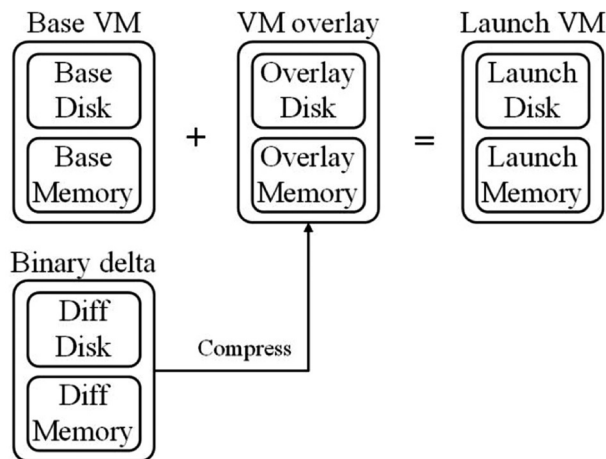 Base VM
VM overlay
Launch VM
Base
Disk
Base
Memory
+
Overlay
Disk
Overlay
Memory
=
Launch
Disk
Launch
Memory
Binary delta
Diff
Disk
Diff
Memory
Compress